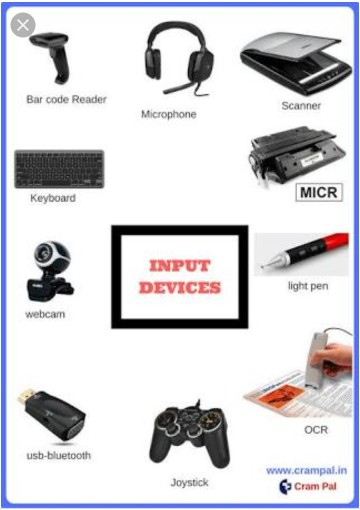 Bar code Reader
Microphone
Scanner
Keyboard
MICR
INPUT
DEVICES
webcam
light pen
OCR
usb-bluetooth
Joystick
www.crampal.in
Cram Pal